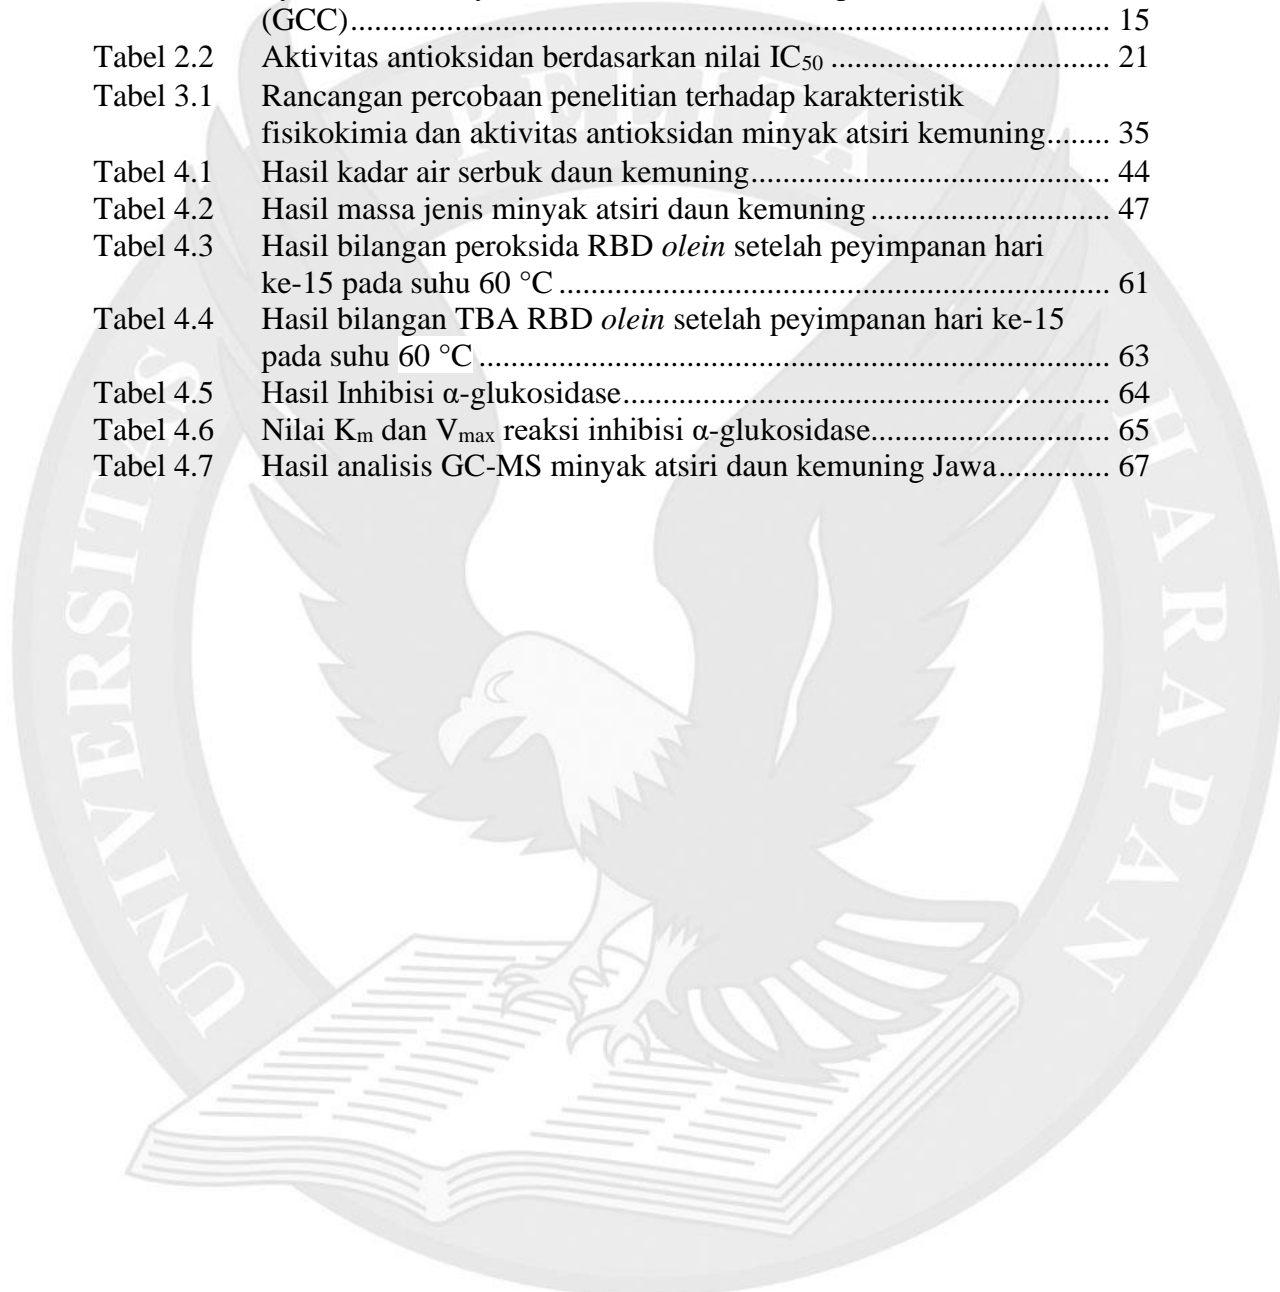 (GCC)........................................................................................ 15
Tabel 2.2 Aktivitas antioksidan berdasarkan nilai IC50 ................................ 21
Tabel 3.1 Rancangan percobaan penelitian terhadap karakteristik
fisikokimia dan aktivitas antioksidan minyak atsiri kemuning........ 35
Tabel 4.1 Hasil kadar air serbuk daun kemuning......................................... 44
Tabel 4.2 Hasil massa jenis minyak atsiri daun kemuning ........................... 47
Tabel 4.3 Hasil bilangan peroksida RBD olein setelah peyimpanan hari
ke-15 pada suhu 60 °C ............................................................... 61
Tabel 4.4 Hasil bilangan TBA RBD olein setelah peyimpanan hari ke-15
pada suhu 60 °C ......................................................................... 63
Tabel 4.5 Hasil Inhibisi α-glukosidase........................................................ 64
Tabel 4.6 Nilai Km dan Vmax reaksi inhibisi α-glukosidase........................... 65
Tabel 4.7 Hasil analisis GC-MS minyak atsiri daun kemuning Jawa............. 67
UNIVERSITAS PELITA HARAPAN